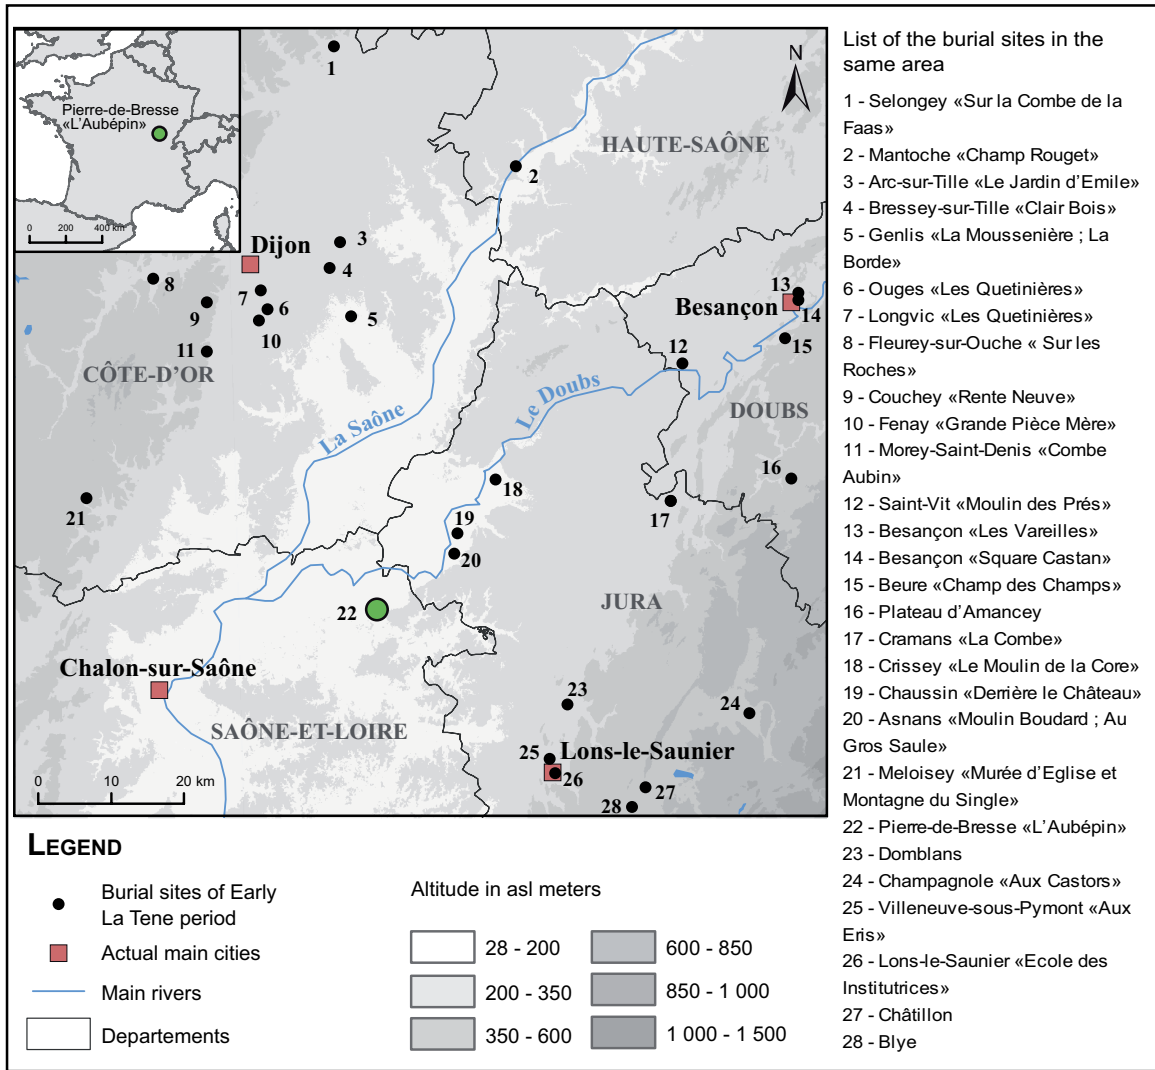 Pierre-de-Bresse
«L'Aubépin»
0 200 400 km
N
1
HAUTE-SAÔNE
2
3
Dijon
4
8
7
9
6
5
10
Besançon
13
14
11
12
15
CÔTE-D'OR
La Saône
Le Doubs
DOUBS
16
18
17
21
19
20
22
JURA
Chalon-sur-Saône
23
24
SAÔNE-ET-LOIRE
25
Lons-le-Saunier
26
27
28
0 10 20 km
List of the burial sites in the
same area
1 - Selongey «Sur la Combe de la
Faas»
2 - Mantoche «Champ Rouget»
3 - Arc-sur-Tille «Le Jardin d'Emile»
4 - Bressey-sur-Tille «Clair Bois»
5 - Genlis «La Moussenière ; La
Borde»
6 - Ouges «Les Quetinières»
7 - Longvic «Les Quetinières»
8 - Fleurey-sur-Ouche « Sur les
Roches»
9 - Couchey «Rente Neuve»
10 - Fenay «Grande Pièce Mère»
11 - Morey-Saint-Denis «Combe
Aubin»
12 - Saint-Vit «Moulin des Prés»
13 - Besançon «Les Vareilles»
14 - Besançon «Square Castan»
15 - Beure «Champ des Champs»
16 - Plateau d'Amancey
17 - Cramans «La Combe»
18 - Crissey «Le Moulin de la Core»
19 - Chaussin «Derrière le Château»
20 - Asnans «Moulin Boudard ; Au
Gros Saule»
21 - Meloisey «Murée d'Eglise et
Montagne du Single»
22 - Pierre-de-Bresse «L'Aubépin»
23 - Domblans
24 - Champagnole «Aux Castors»
25 - Villeneuve-sous-Pymont «Aux
Eris»
26 - Lons-le-Saunier «Ecole des
Institutrices»
27 - Châtillon
28 - Blye
LEGEND
Burial sites of Early
La Tene period
Actual main cities
Main rivers
Departements
Altitude in asl meters
28 - 200
200 - 350
350 - 600
600 - 850
850 - 1 000
1 000 - 1 500